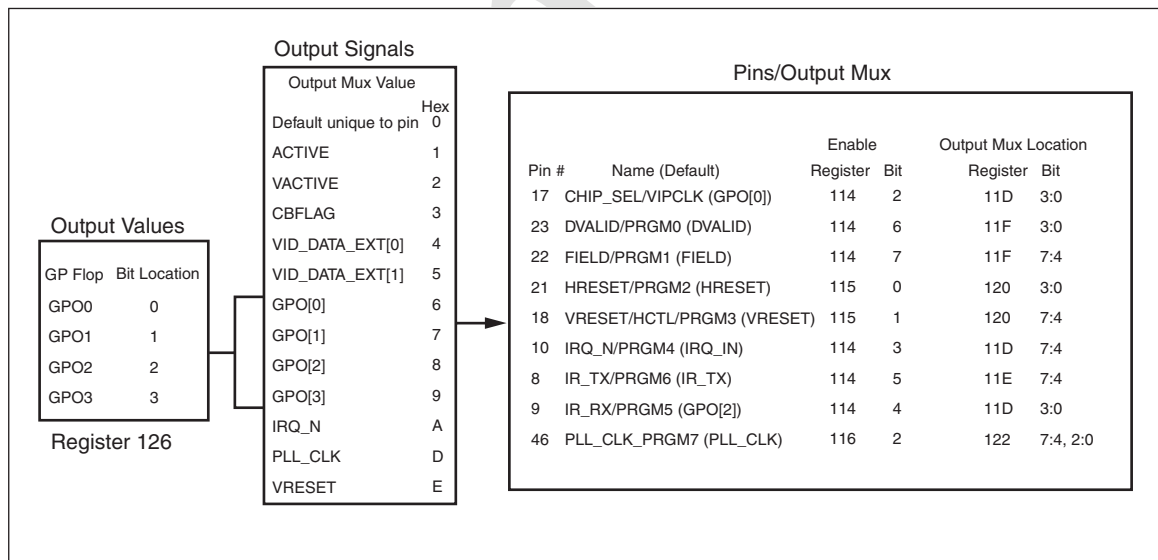 Output Signals
Output Mux Value
Hex
Default unique to pin 0
ACTIVE 1
VACTIVE 2
CBFLAG 3
VID_DATA_EXT[0] 4
VID_DATA_EXT[1] 5
GPO[0] 6
GPO[1] 7
GPO[2] 8
GPO[3] 9
IRQ_N A
PLL_CLK D
VRESET E
Output Values
GP Flop Bit Location
GPO0 0
GPO1 1
GPO2 2
GPO3 3
Register 126
Pins/Output Mux
Enable Output Mux Location
Pin # Name (Default) Register Bit Register Bit
17 CHIP_SEL/VIPCLK (GPO[0]) 114 2 11D 3:0
23 DVALID/PRGM0 (DVALID) 114 6 11F 3:0
22 FIELD/PRGM1 (FIELD) 114 7 11F 7:4
21 HRESET/PRGM2 (HRESET) 115 0 120 3:0
18 VRESET/HCTL/PRGM3 (VRESET) 115 1 120 7:4
10 IRQ_N/PRGM4 (IRQ_IN) 114 3 11D 7:4
8 IR_TX/PRGM6 (IR_TX) 114 5 11E 7:4
9 IR_RX/PRGM5 (GPO[2]) 114 4 11D 3:0
46 PLL_CLK_PRGM7 (PLL_CLK) 116 2 122 7:4, 2:0